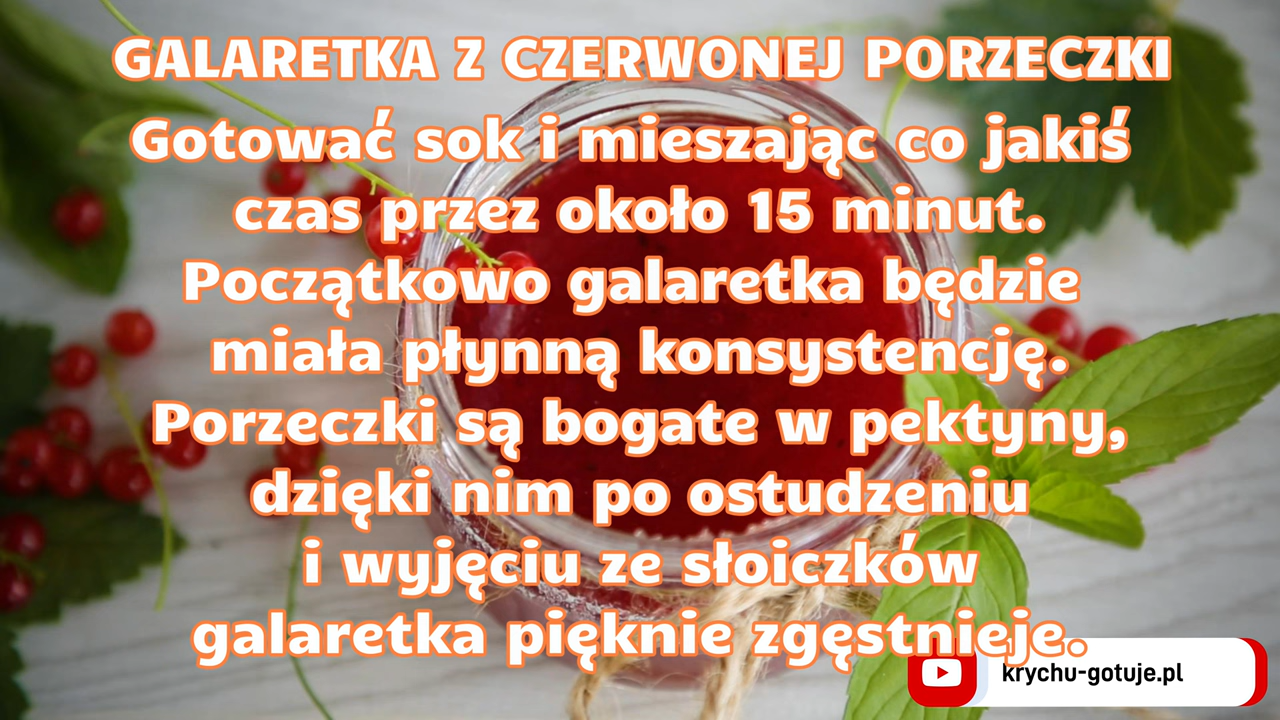 GALARETKA Z CZERWONEJ PORZECZKI
Gotować sok i mieszając co jakiś
czas przez około 15 minut.
Początkowo galaretka będzie
miała płynną konsystencję.
Porzeczki są bogate w pektyny,
dzięki nim po ostudzeniu
i wyjęciu ze słoiczków
galaretka pięknie zgęstnieje.
krychu-gotuje.pl